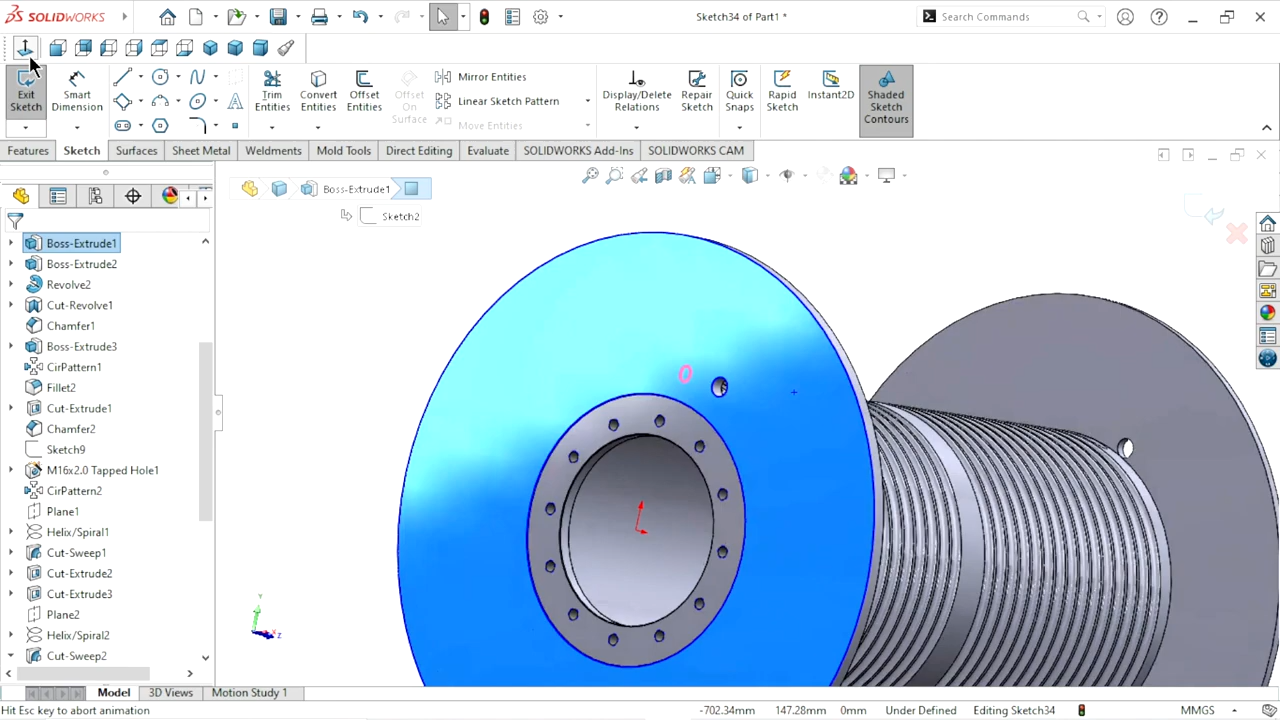 SOLIDWORKS
Sketch34 of Part1 *
Search Commands
Exit Sketch
Smart Dimension
Trim Entities
Convert Entities
Offset Entities
Offset On Surface
Mirror Entities
Linear Sketch Pattern
Move Entities
Display/Delete Relations
Repair Sketch
Quick Snaps
Rapid Sketch
Instant2D
Shaded Sketch Contours
Features
Sketch
Surfaces
Sheet Metal
Weldments
Mold Tools
Direct Editing
Evaluate
SOLIDWORKS Add-Ins
SOLIDWORKS CAM
Boss-Extrude1
Sketch2
Boss-Extrude1
Boss-Extrude2
Revolve2
Cut-Revolve1
Chamfer1
Boss-Extrude3
CirPattern1
Fillet2
Cut-Extrude1
Chamfer2
Sketch9
M16x2.0 Tapped Hole1
CirPattern2
Plane1
Helix/Spiral1
Cut-Sweep1
Cut-Extrude2
Cut-Extrude3
Plane2
Helix/Spiral2
Cut-Sweep2
Y
Z
Model
3D Views
Motion Study 1
Hit Esc key to abort animation
-702.34mm
147.28mm
0mm
Under Defined
Editing Sketch34
MMGS